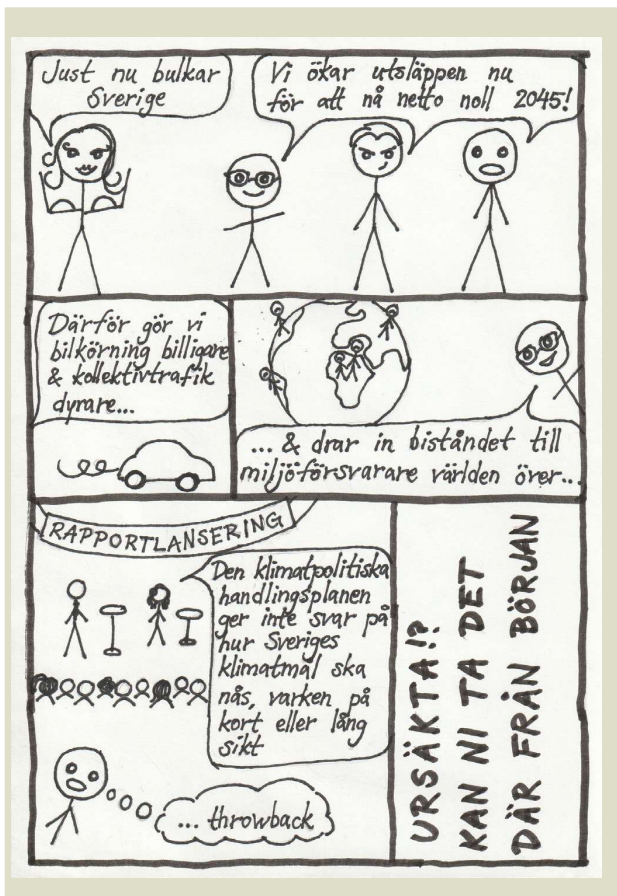 Just nu bulkar
Sverige
Vi ökar utsläppen nu
för att nå netto noll 2045!
Därför gör vi
bilkörning billigare
& kollektivtrafik
dyrare...
... & drar in biståndet till
miljöförsvarare världen över...
RAPPORTLANSERING
Den klimatpolitiska
handlingsplanen
ger inte svar på
hur Sveriges
klimatmål ska
nås, varken på
kort eller lång
sikt
... throwback
URSÄKTA!?
KAN NI TA DET
DÄR FRÅN BÖRJAN